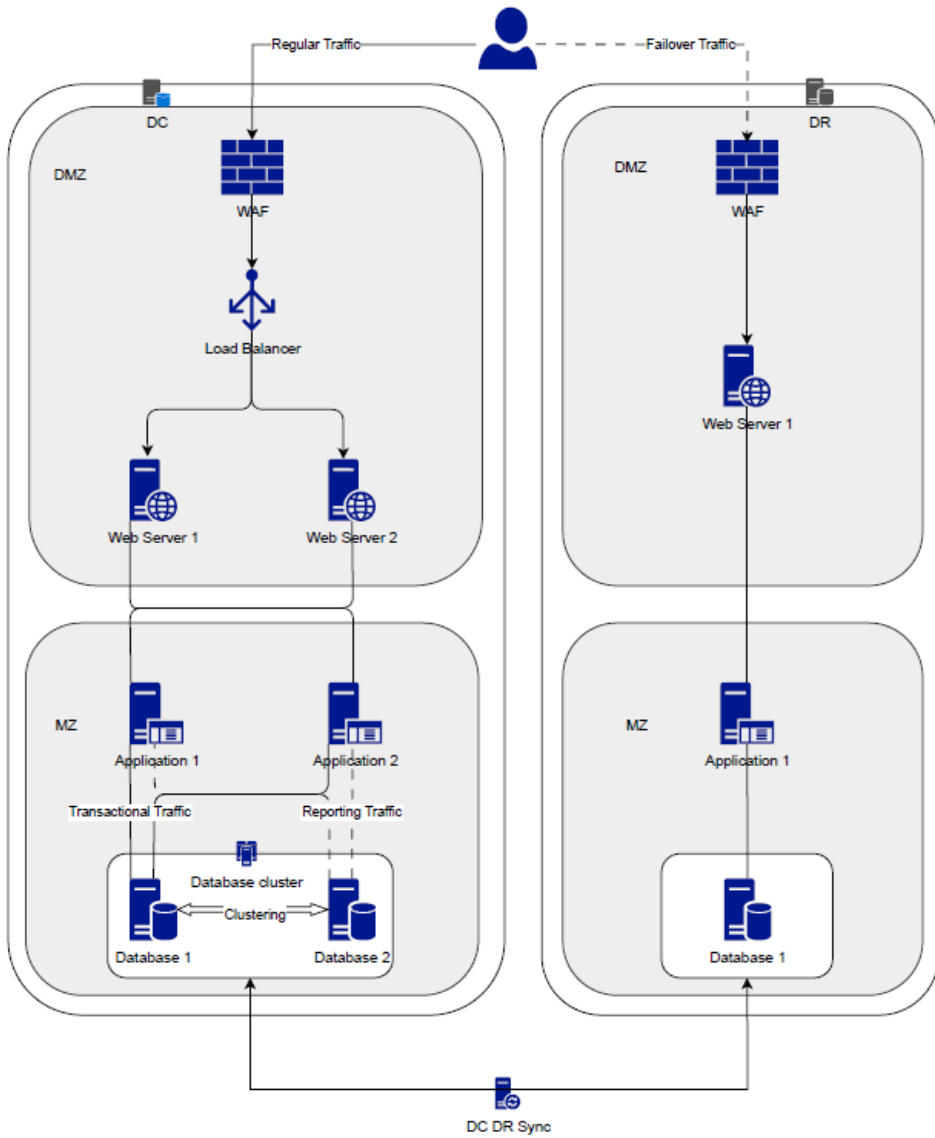 Regular Traffic
Failover Traffic
DC
DR
DMZ
WAF
DMZ
WAF
Load Balancer
Web Server 1
Web Server 1
Web Server 2
MZ
Application 1
Application 2
MZ
Application 1
Transactional Traffic
Reporting Traffic
Database cluster
Clustering
Database 1
Database 2
Database 1
DC DR Sync